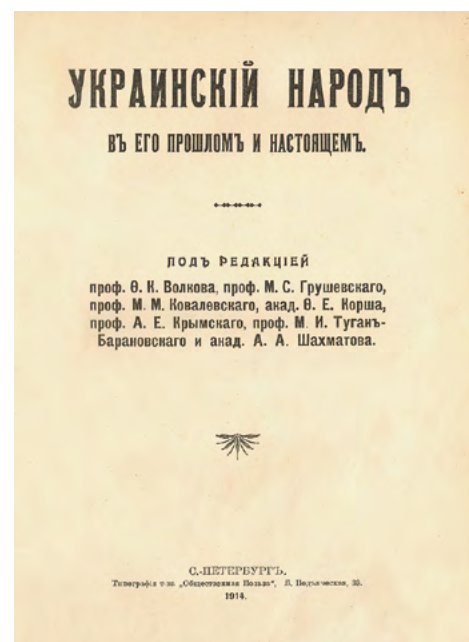 УКРАИНСКІЙ НАРОДЪ
ВЪ ЕГО ПРОШЛОМЪ И НАСТОЯЩЕМЪ.
ПОДЪ РЕДАКЦІЕЙ
проф. Ѳ. К. Волкова, проф. М. С. Грушевскаго,
проф. М. М. Ковалевскаго, акад. Ѳ. Е. Корша,
проф. А. Е. Крымскаго, проф. М. И. Туганъ-
Барановскаго и акад. А. А. Шахматова.
С.-ПЕТЕРБУРГЪ.
Типографія т-ва „Общественная Польза“, Б. Подъяческая, 39.
1914.